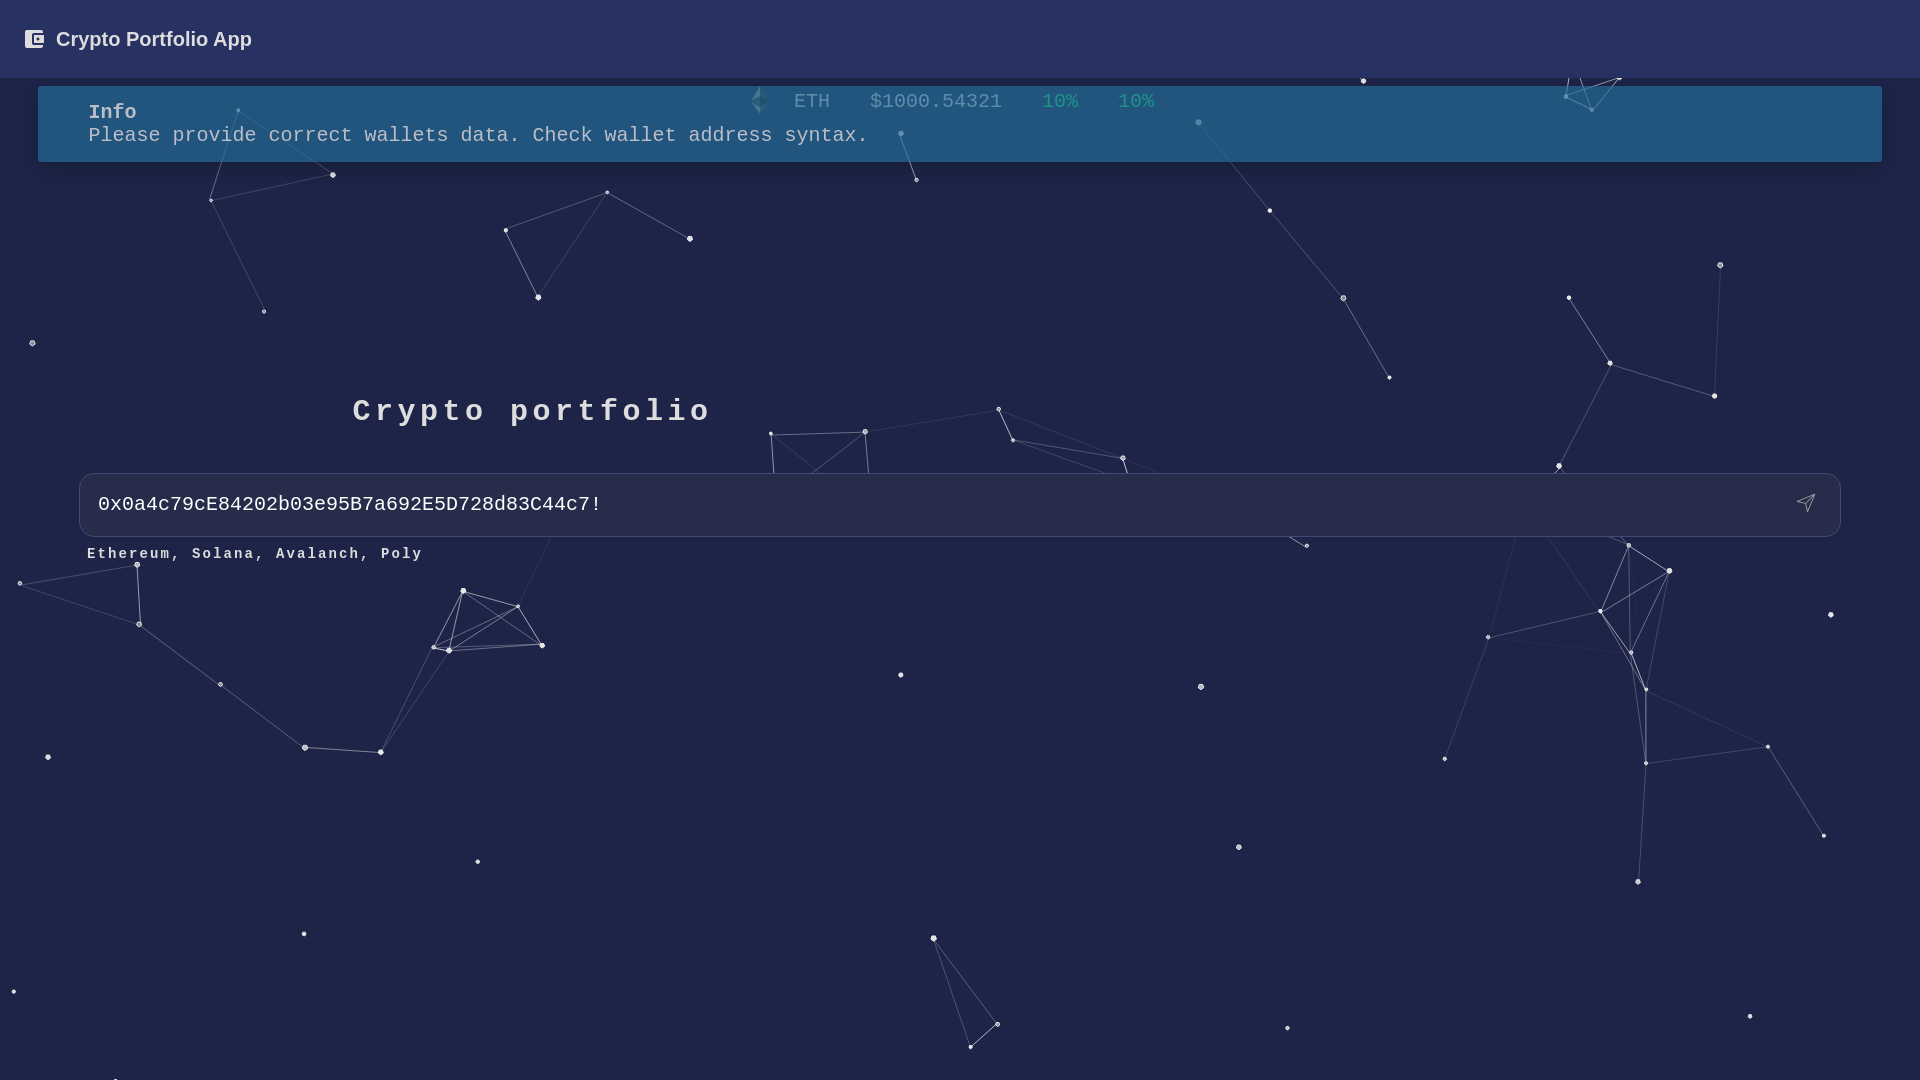 Crypto Portfolio App
ETH $1000.54321 10% 10%
Info
Please provide correct wallets data. Check wallet address syntax.
Crypto portfolio
0x0a4c79cE84202b03e95B7a692E5D728d83C44c7!
Ethereum, Solana, Avalanch, Poly